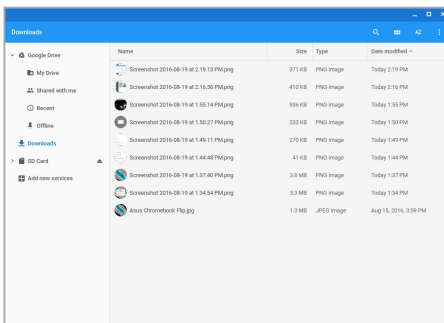 Downloads
Google Drive
My Drive
Shared with me
Recent
Offline
Downloads
SD Card
Add new services
Name Size Type Date modified
Screenshot 2016-08-19 at 2.19.13 PM.png 371 KB PNG image Today 2:19 PM
Screenshot 2016-08-19 at 2.16.56 PM.png 410 KB PNG image Today 2:16 PM
Screenshot 2016-08-19 at 1.55.14 PM.png 936 KB PNG image Today 1:55 PM
Screenshot 2016-08-19 at 1.50.27 PM.png 233 KB PNG image Today 1:50 PM
Screenshot 2016-08-19 at 1.49.11 PM.png 270 KB PNG image Today 1:49 PM
Screenshot 2016-08-19 at 1.44.48 PM.png 41 KB PNG image Today 1:44 PM
Screenshot 2016-08-19 at 1.37.40 PM.png 3.8 MB PNG image Today 1:37 PM
Screenshot 2016-08-19 at 1.34.54 PM.png 3.3 MB PNG image Today 1:34 PM
Asus Chromebook Flip.jpg 1.3 MB JPEG image Aug 15, 2016, 3:59 PM